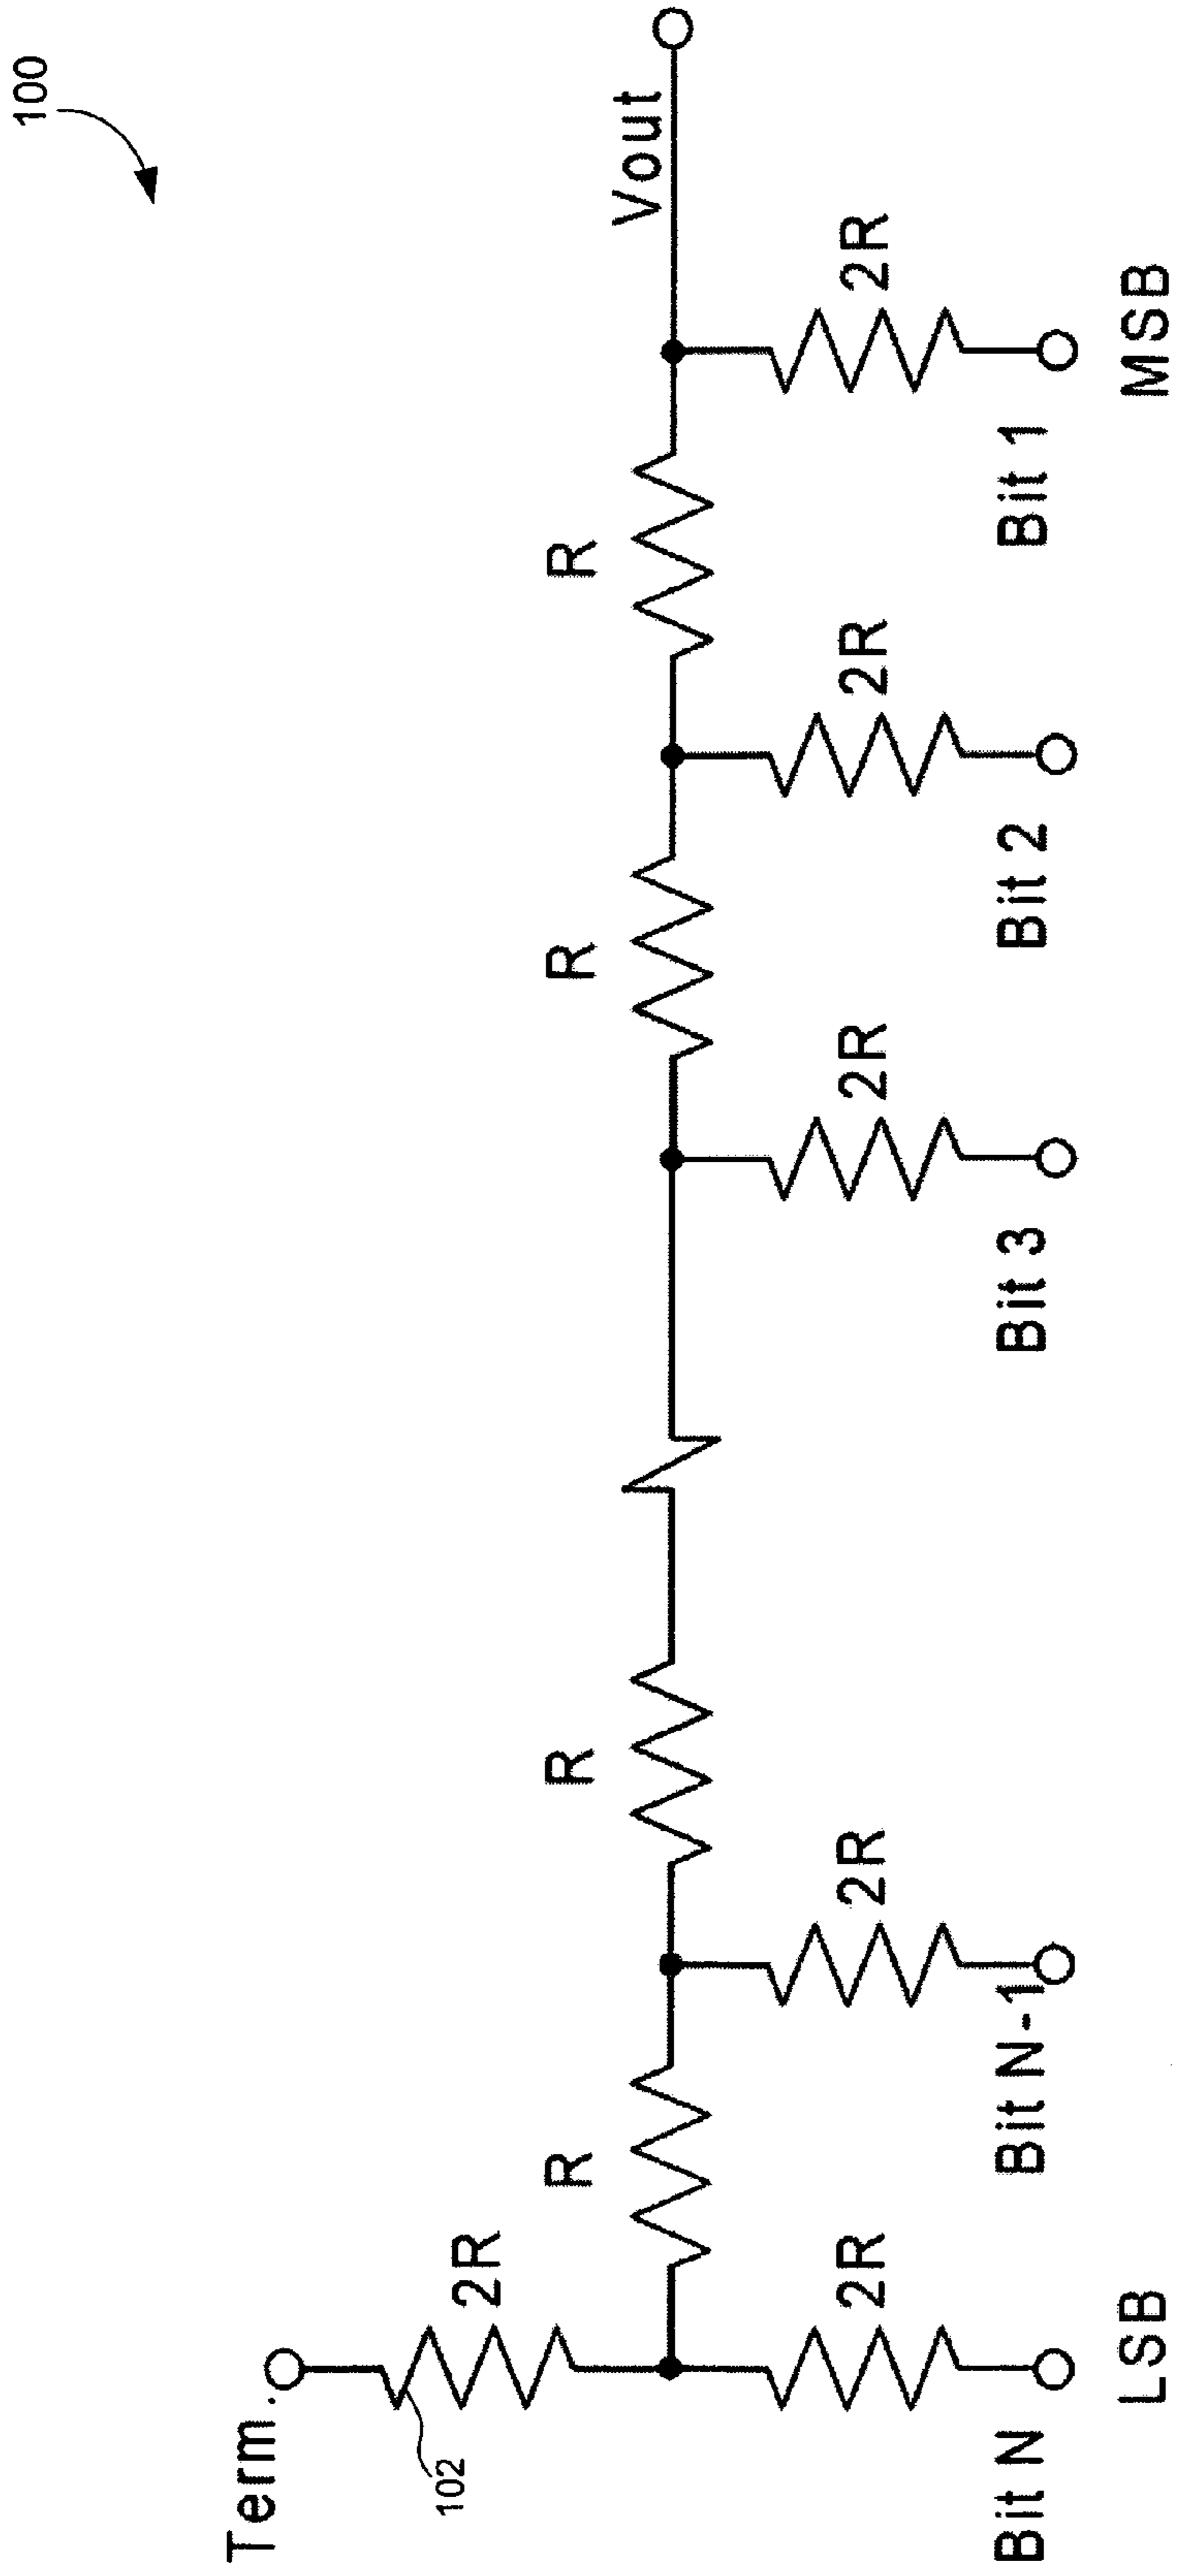 100
Term.
102
2R
R
R
R
R
Vout
2R
2R
2R
2R
2R
Bit N
Bit N-1
Bit 3
Bit 2
Bit 1
LSB
MSB